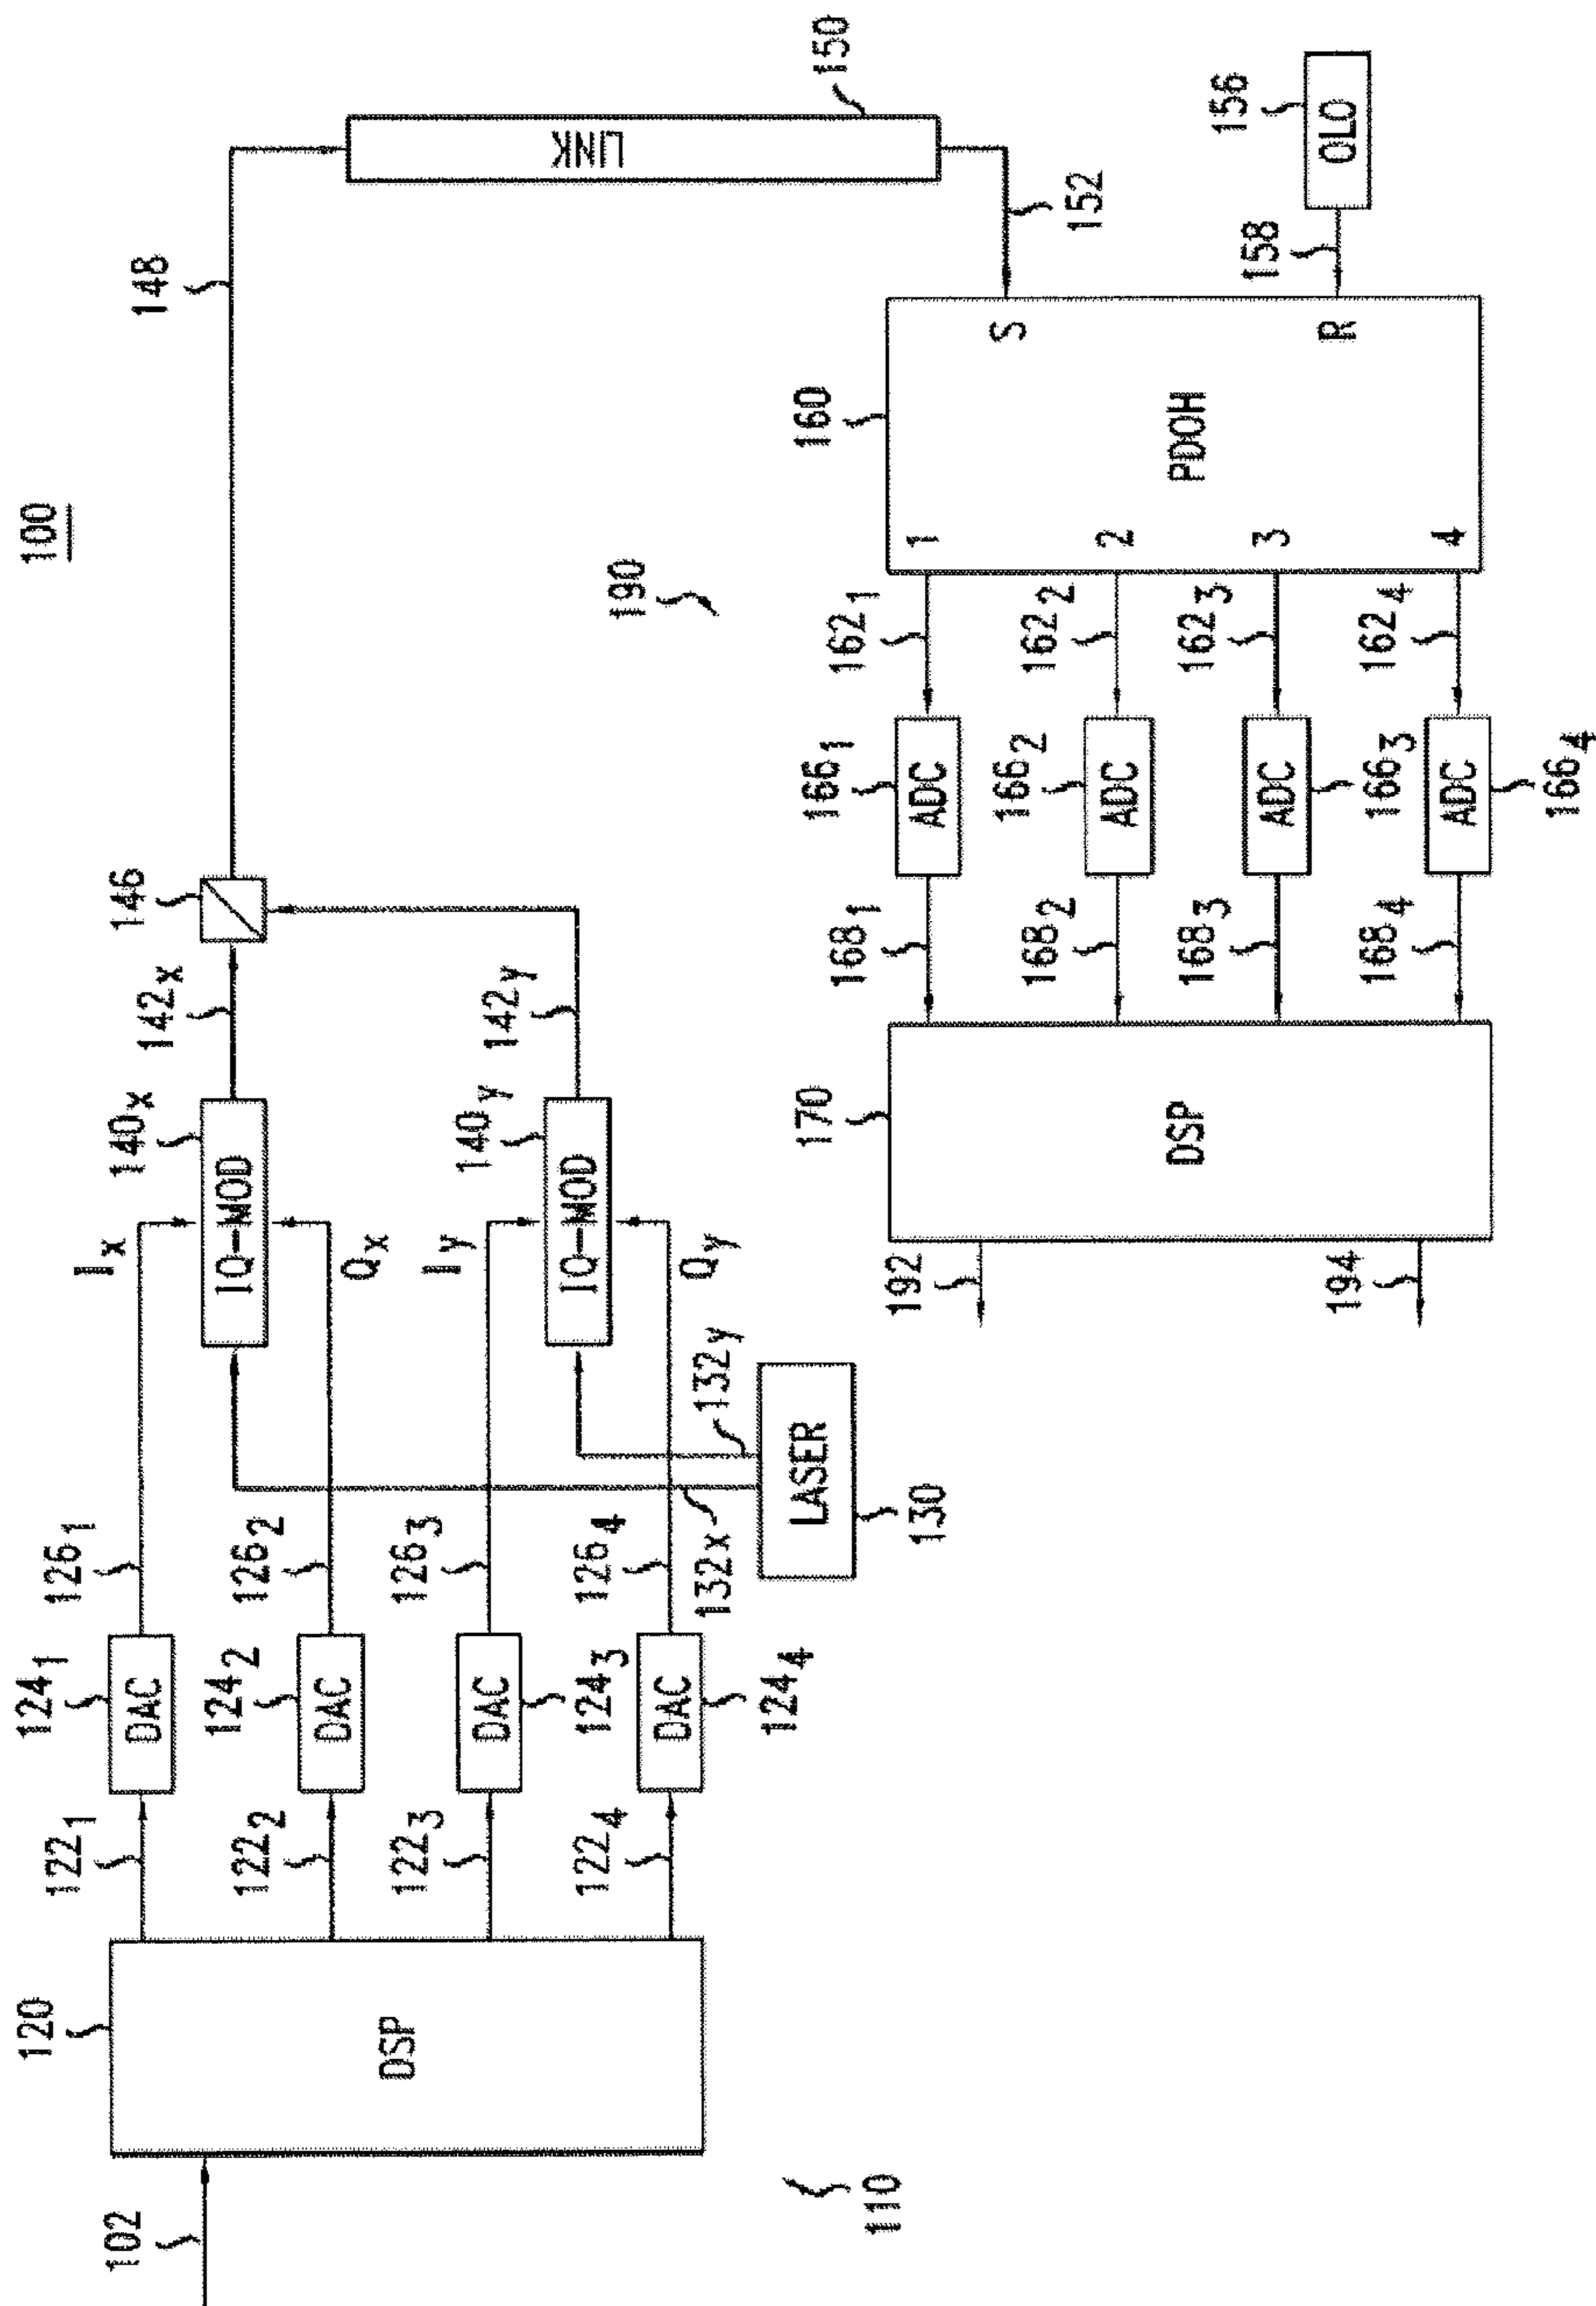 100
102
110
120
DSP
122₁
122₂
122₃
122₄
124₁
DAC
124₂
DAC
DAC
124₃
DAC
124₄
126₁
126₂
126₃
126₄
132x
132y
LASER
130
Iₓ
Qₓ
I_y
Q_y
140ₓ
IQ-MOD
140_y
IQ-MOD
142ₓ
142_y
146
148
LINK
150
152
156
OLO
158
160
PDOH
S
R
1
2
3
4
190
162₁
162₂
162₃
162₄
166₁
ADC
166₂
ADC
ADC
166₃
ADC
166₄
168₁
168₂
168₃
168₄
170
DSP
192
194